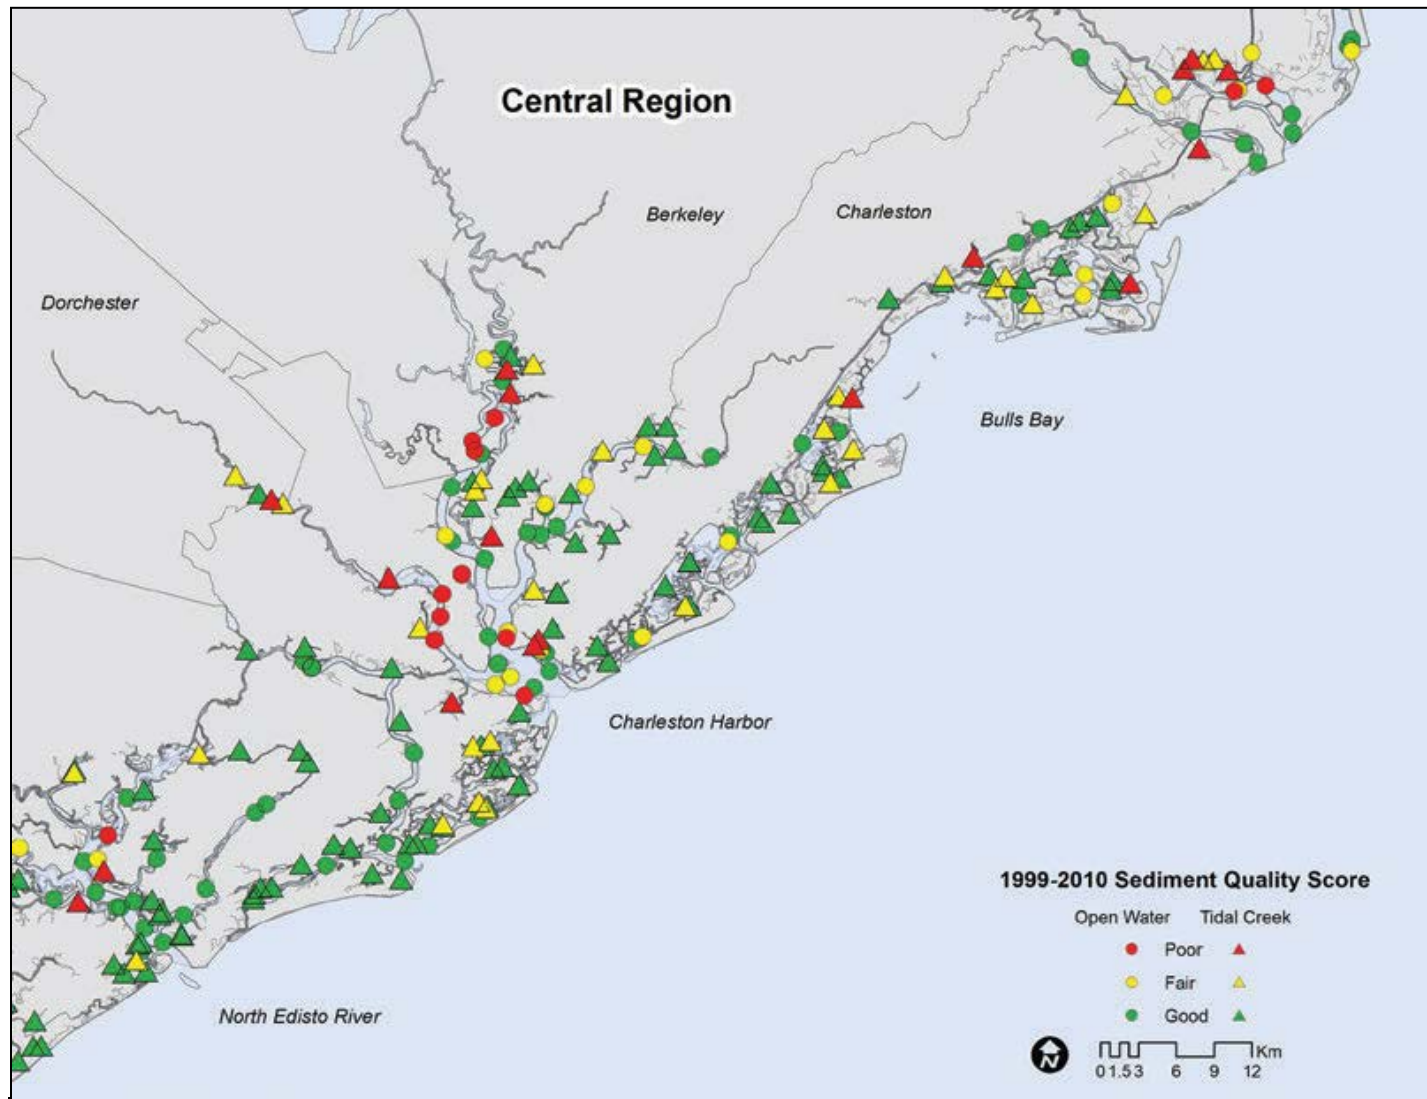 Central Region
Berkeley
Charleston
Dorchester
Bulls Bay
Charleston Harbor
North Edisto River
1999-2010 Sediment Quality Score
Open Water Tidal Creek
Poor
Fair
Good
N
Km
0 1.5 3 6 9 12